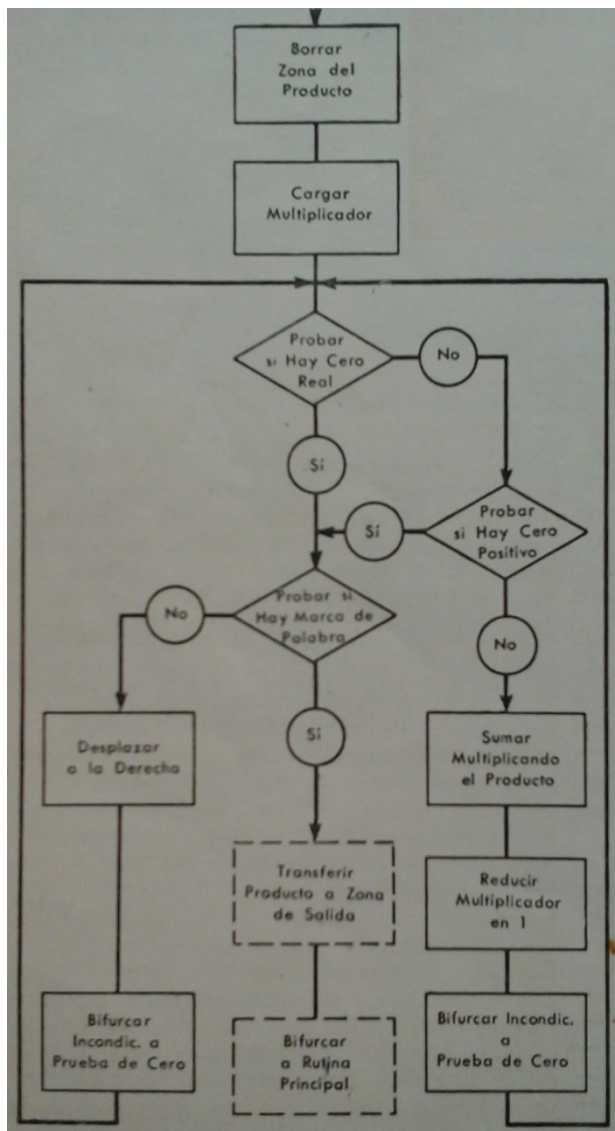 Borrar
Zona del
Producto
Cargar
Multiplicador
Probar
si Hay Cero
Real
No
Sí
Probar
si Hay Cero
Positivo
Sí
Probar si
Hay Marca de
Palabra
No
No
Sí
Desplazar
a la Derecha
Sumar
Multiplicando
el Producto
Transferir
Producto a Zona
de Salida
Reducir
Multiplicador
en 1
Bifurcar
Incondic. a
Prueba de Cero
Bifurcar
a Rutina
Principal
Bifurcar Incondic.
a
Prueba de Cero